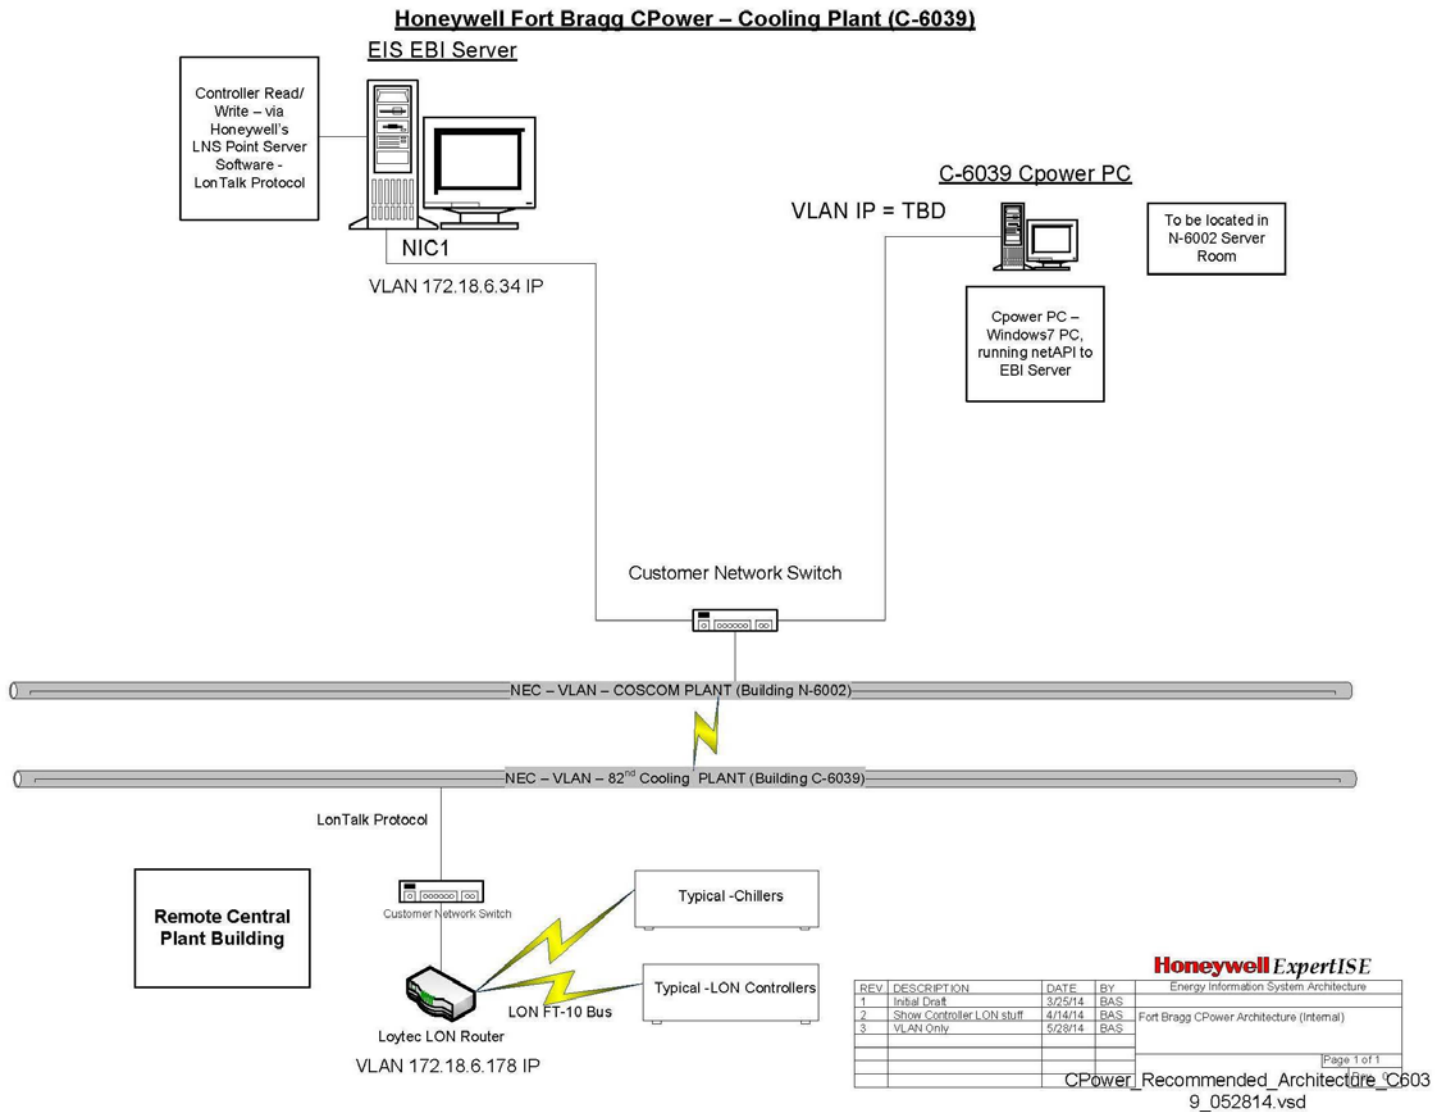 Honeywell Fort Bragg CPower – Cooling Plant (C-6039)
EIS EBI Server
Controller Read/
Write – via
Honeywell's
LNS Point Server
Software -
LonTalk Protocol
NIC1
VLAN 172.18.6.34 IP
C-6039 Cpower PC
VLAN IP = TBD
To be located in
N-6002 Server
Room
Cpower PC –
Windows7 PC,
running netAPI to
EBI Server
Customer Network Switch
NEC – VLAN – COSCOM PLANT (Building N-6002)
NEC – VLAN – 82nd Cooling PLANT (Building C-6039)
LonTalk Protocol
Remote Central
Plant Building
Customer Network Switch
Typical -Chillers
Typical -LON Controllers
LON FT-10 Bus
Loytec LON Router
VLAN 172.18.6.178 IP
Honeywell ExpertISE
Energy Information System Architecture
REV DESCRIPTION DATE BY
1 Initial Draft 3/25/14 BAS
2 Show Controller LON stuff 4/14/14 BAS
3 VLAN Only 5/28/14 BAS
Fort Bragg CPower Architecture (Internal)
Page 1 of 1
CPower_Recommended_Architecture_C603
9_052814.vsd